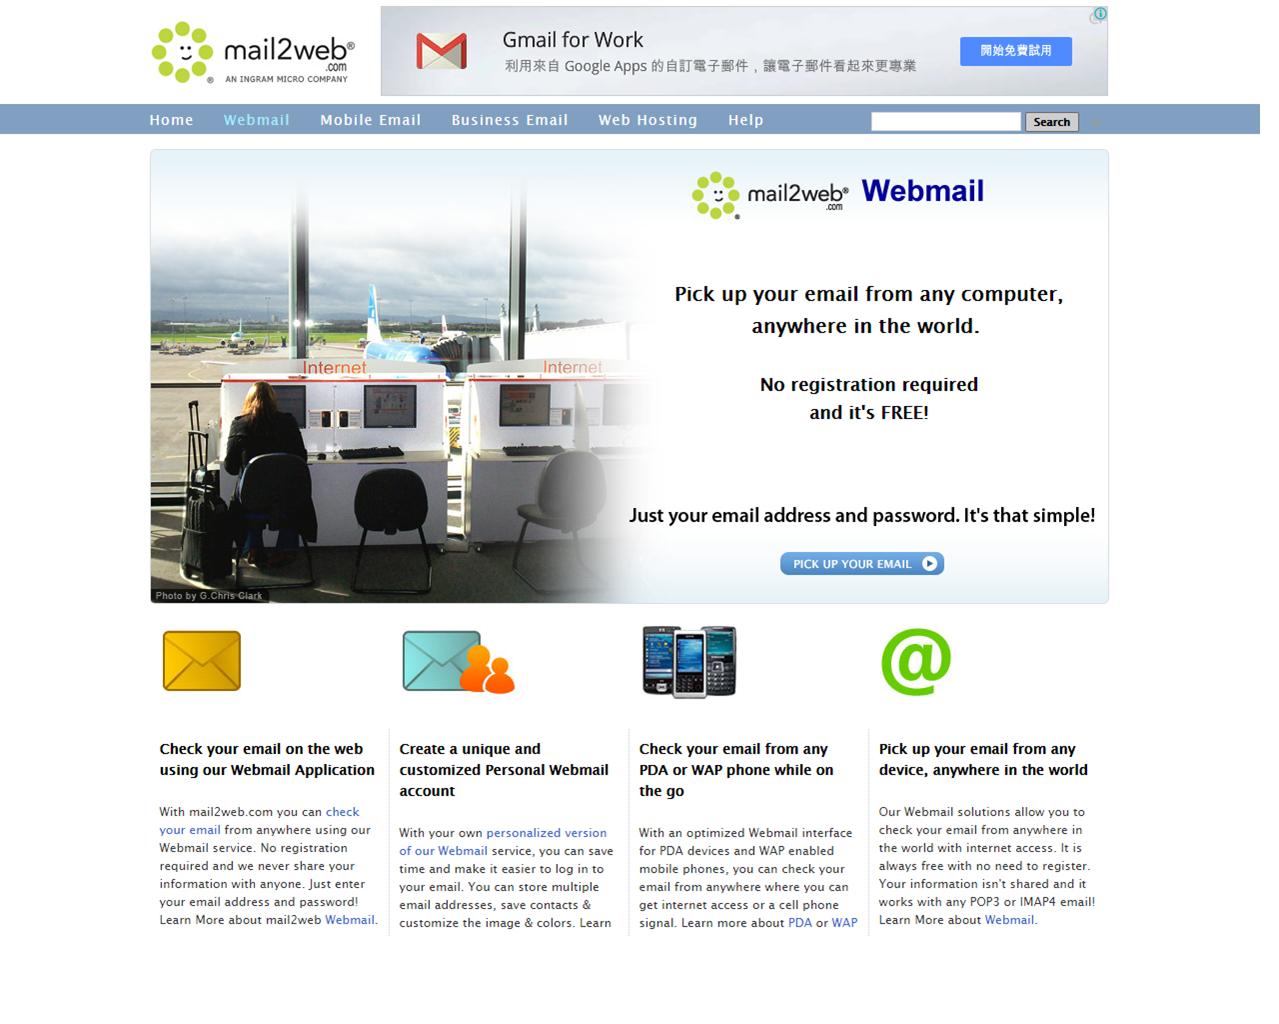 mail2web®
.com
AN INGRAM MICRO COMPANY
Gmail for Work
利用來自 Google Apps 的自訂電子郵件，讓電子郵件看起來更專業
開始免費試用
Home Webmail Mobile Email Business Email Web Hosting Help Search
mail2web® Webmail
.com
Pick up your email from any computer,
anywhere in the world.
No registration required
and it's FREE!
Internet Internet
Just your email address and password. It's that simple!
PICK UP YOUR EMAIL
Photo by G.Chris Clark
@
Check your email on the web
using our Webmail Application
With mail2web.com you can check
your email from anywhere using our
Webmail service. No registration
required and we never share your
information with anyone. Just enter
your email address and password!
Learn More about mail2web Webmail.
Create a unique and
customized Personal Webmail
account
With your own personalized version
of our Webmail service, you can save
time and make it easier to log in to
your email. You can store multiple
email addresses, save contacts &
customize the image & colors. Learn
Check your email from any
PDA or WAP phone while on
the go
With an optimized Webmail interface
for PDA devices and WAP enabled
mobile phones, you can check your
email from anywhere where you can
get internet access or a cell phone
signal. Learn more about PDA or WAP
Pick up your email from any
device, anywhere in the world
Our Webmail solutions allow you to
check your email from anywhere in
the world with internet access. It is
always free with no need to register.
Your information isn't shared and it
works with any POP3 or IMAP4 email!
Learn More about Webmail.